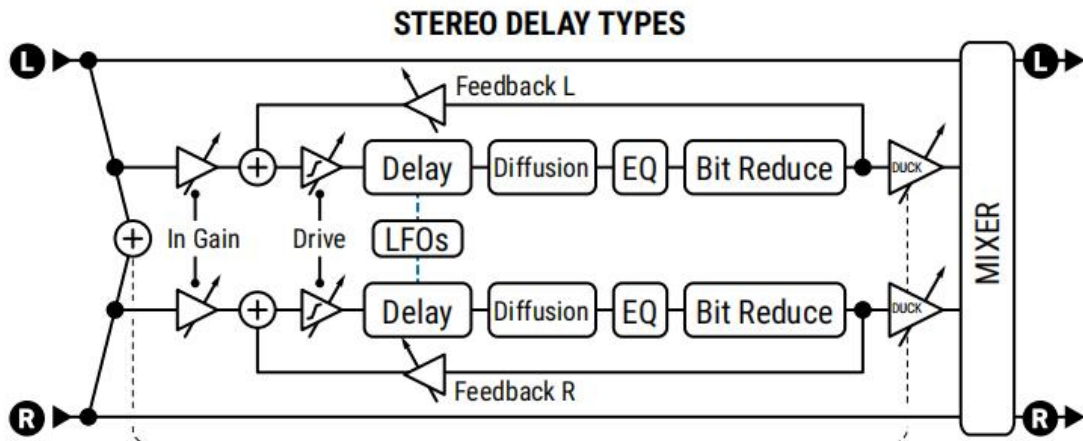 STEREO DELAY TYPES
L
L
Feedback L
Delay
Diffusion
EQ
Bit Reduce
DUCK
In Gain
Drive
LFOs
MIXER
Delay
Diffusion
EQ
Bit Reduce
DUCK
Feedback R
R
R